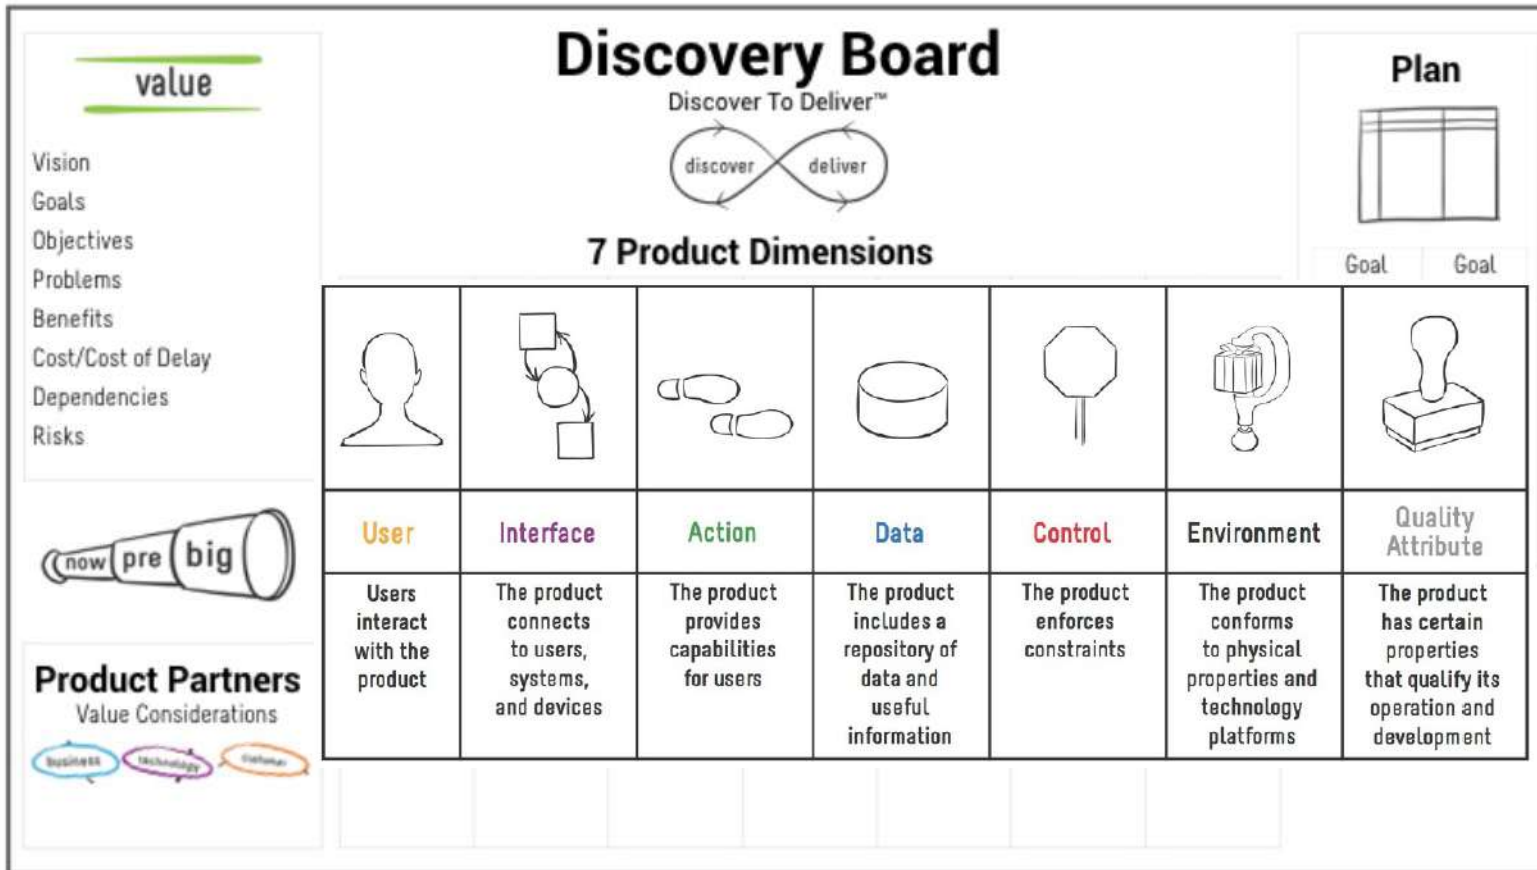 Discovery Board
Discover To Deliver™
discover
deliver
7 Product Dimensions
value
Vision
Goals
Objectives
Problems
Benefits
Cost/Cost of Delay
Dependencies
Risks
now
pre
big
Product Partners
Value Considerations
business
technology
customer
Plan
Goal
Goal
User
Users
interact
with the
product
Interface
The product
connects
to users,
systems,
and devices
Action
The product
provides
capabilities
for users
Data
The product
includes a
repository of
data and
useful
information
Control
The product
enforces
constraints
Environment
The product
conforms
to physical
properties and
technology
platforms
Quality
Attribute
The product
has certain
properties
that qualify its
operation and
development